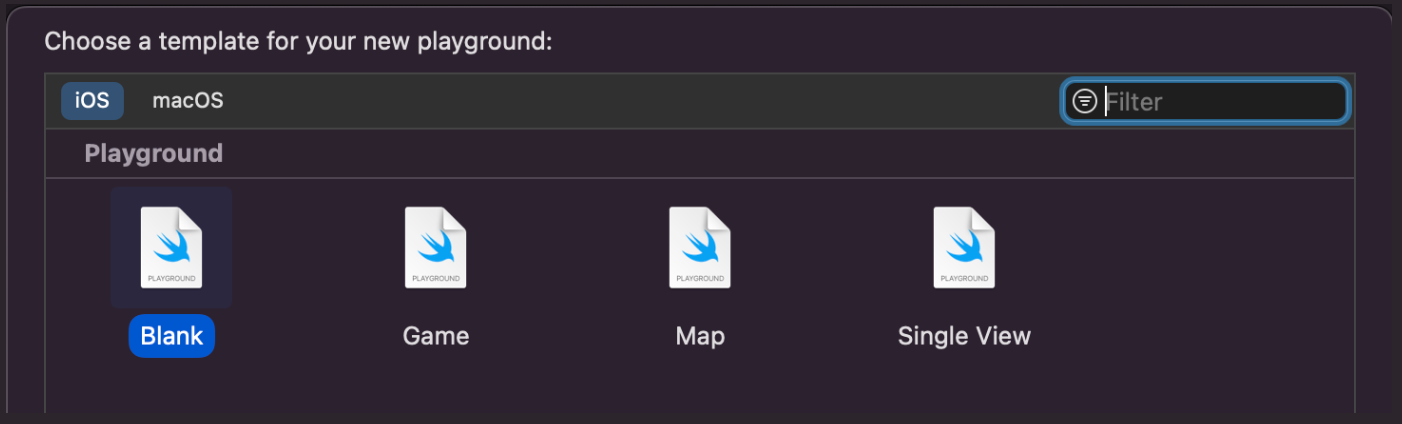 Choose a template for your new playground:
iOS macOS Filter
Playground
PLAYGROUND PLAYGROUND PLAYGROUND PLAYGROUND
Blank Game Map Single View